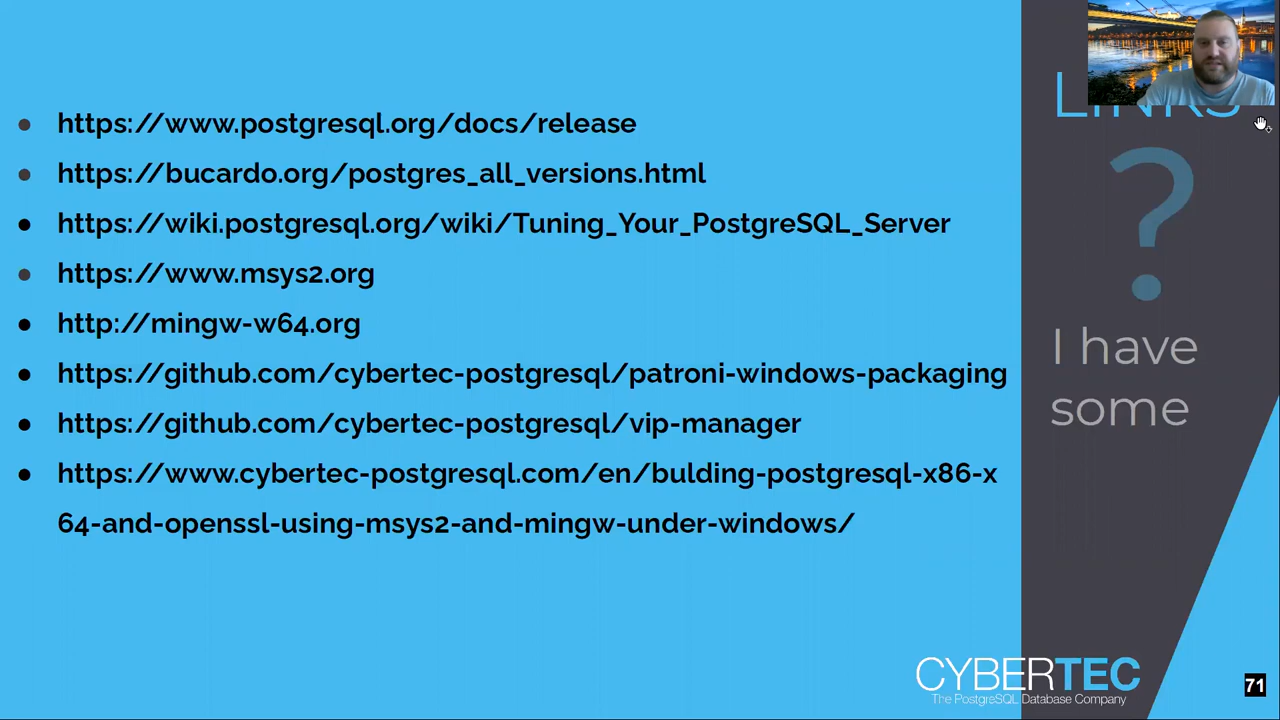 https://www.postgresql.org/docs/release
https://bucardo.org/postgres_all_versions.html
https://wiki.postgresql.org/wiki/Tuning_Your_PostgreSQL_Server
https://www.msys2.org
http://mingw-w64.org
https://github.com/cybertec-postgresql/patroni-windows-packaging
https://github.com/cybertec-postgresql/vip-manager
https://www.cybertec-postgresql.com/en/bulding-postgresql-x86-x
64-and-openssl-using-msys2-and-mingw-under-windows/
LINKS
?
I have
some
CYBERTEC
The PostgreSQL Database Company
71